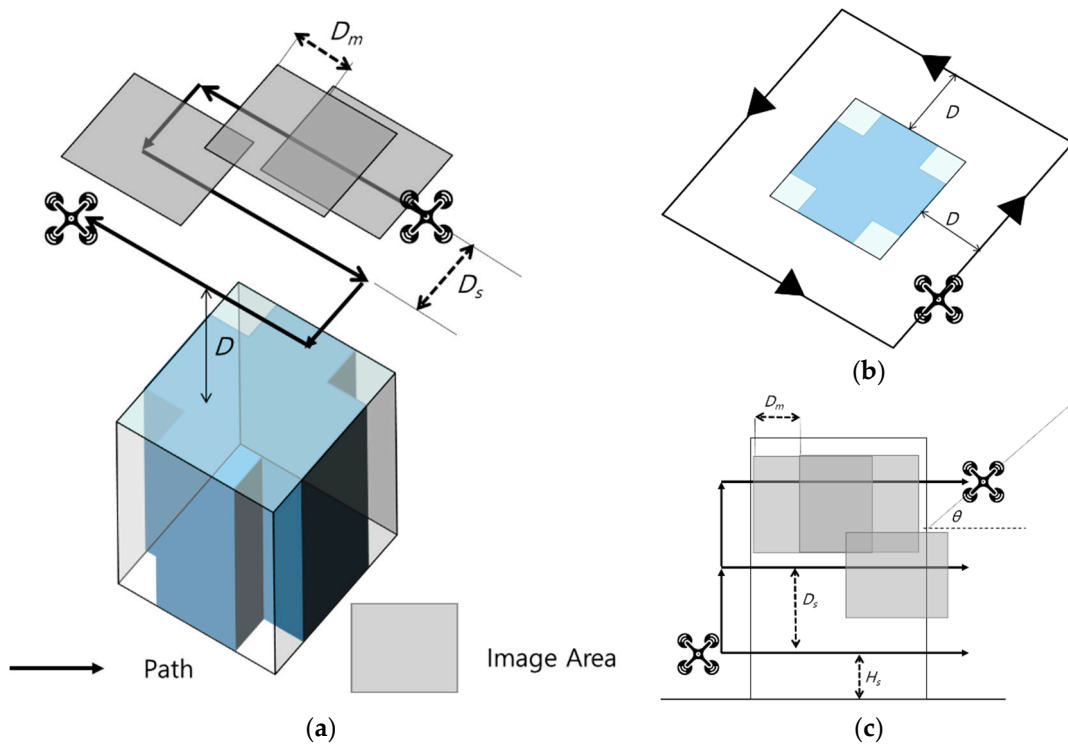 D_m
D_s
D
Path
Image Area
(a)
D
D
(b)
D_m
θ
D_s
H_s
(c)